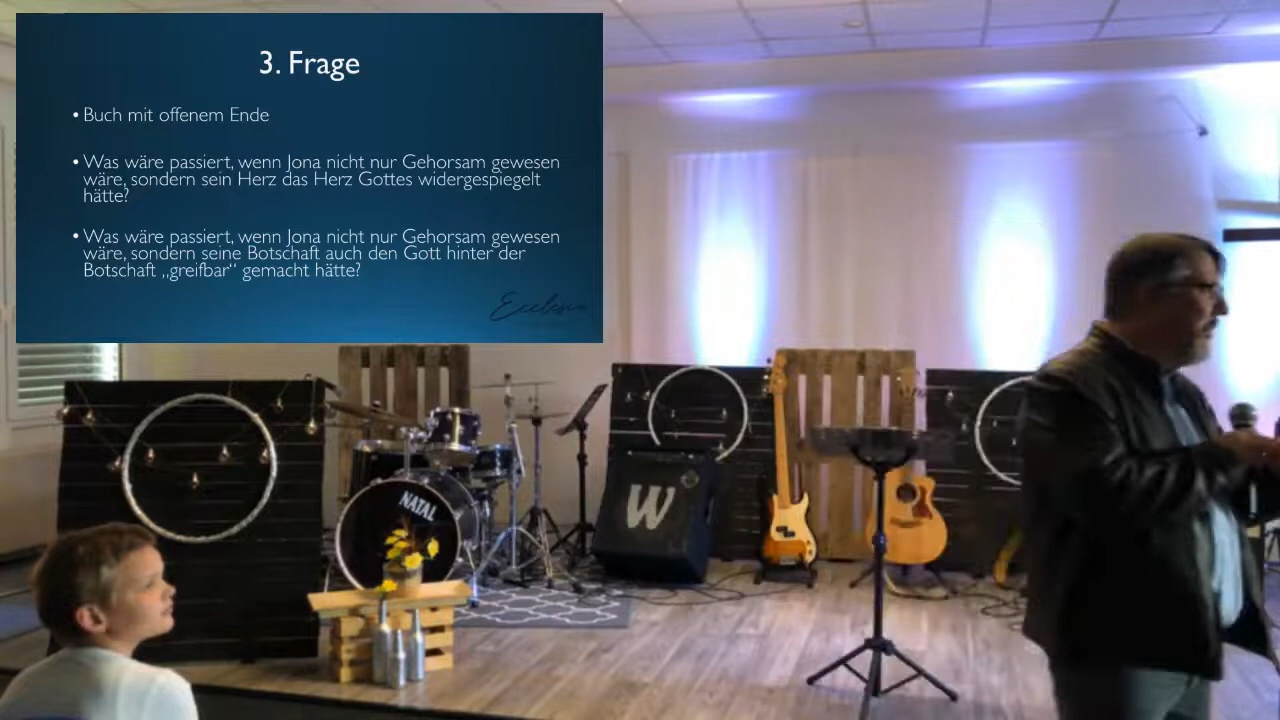 3. Frage
• Buch mit offenem Ende
• Was wäre passiert, wenn Jona nicht nur Gehorsam gewesen
wäre, sondern sein Herz das Herz Gottes widergespiegelt
hätte?
• Was wäre passiert, wenn Jona nicht nur Gehorsam gewesen
wäre, sondern seine Botschaft auch den Gott hinter der
Botschaft „greifbar“ gemacht hätte?
NATAL
W